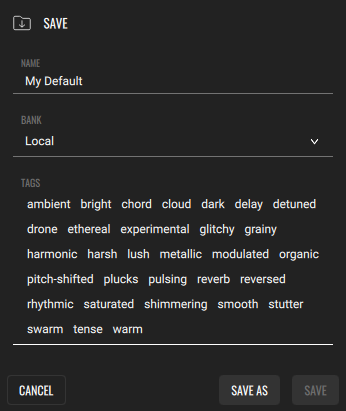 SAVE
NAME
My Default
BANK
Local
TAGS
ambient bright chord cloud dark delay detuned
drone ethereal experimental glitchy grainy
harmonic harsh lush metallic modulated organic
pitch-shifted plucks pulsing reverb reversed
rhythmic saturated shimmering smooth stutter
swarm tense warm
CANCEL SAVE AS SAVE